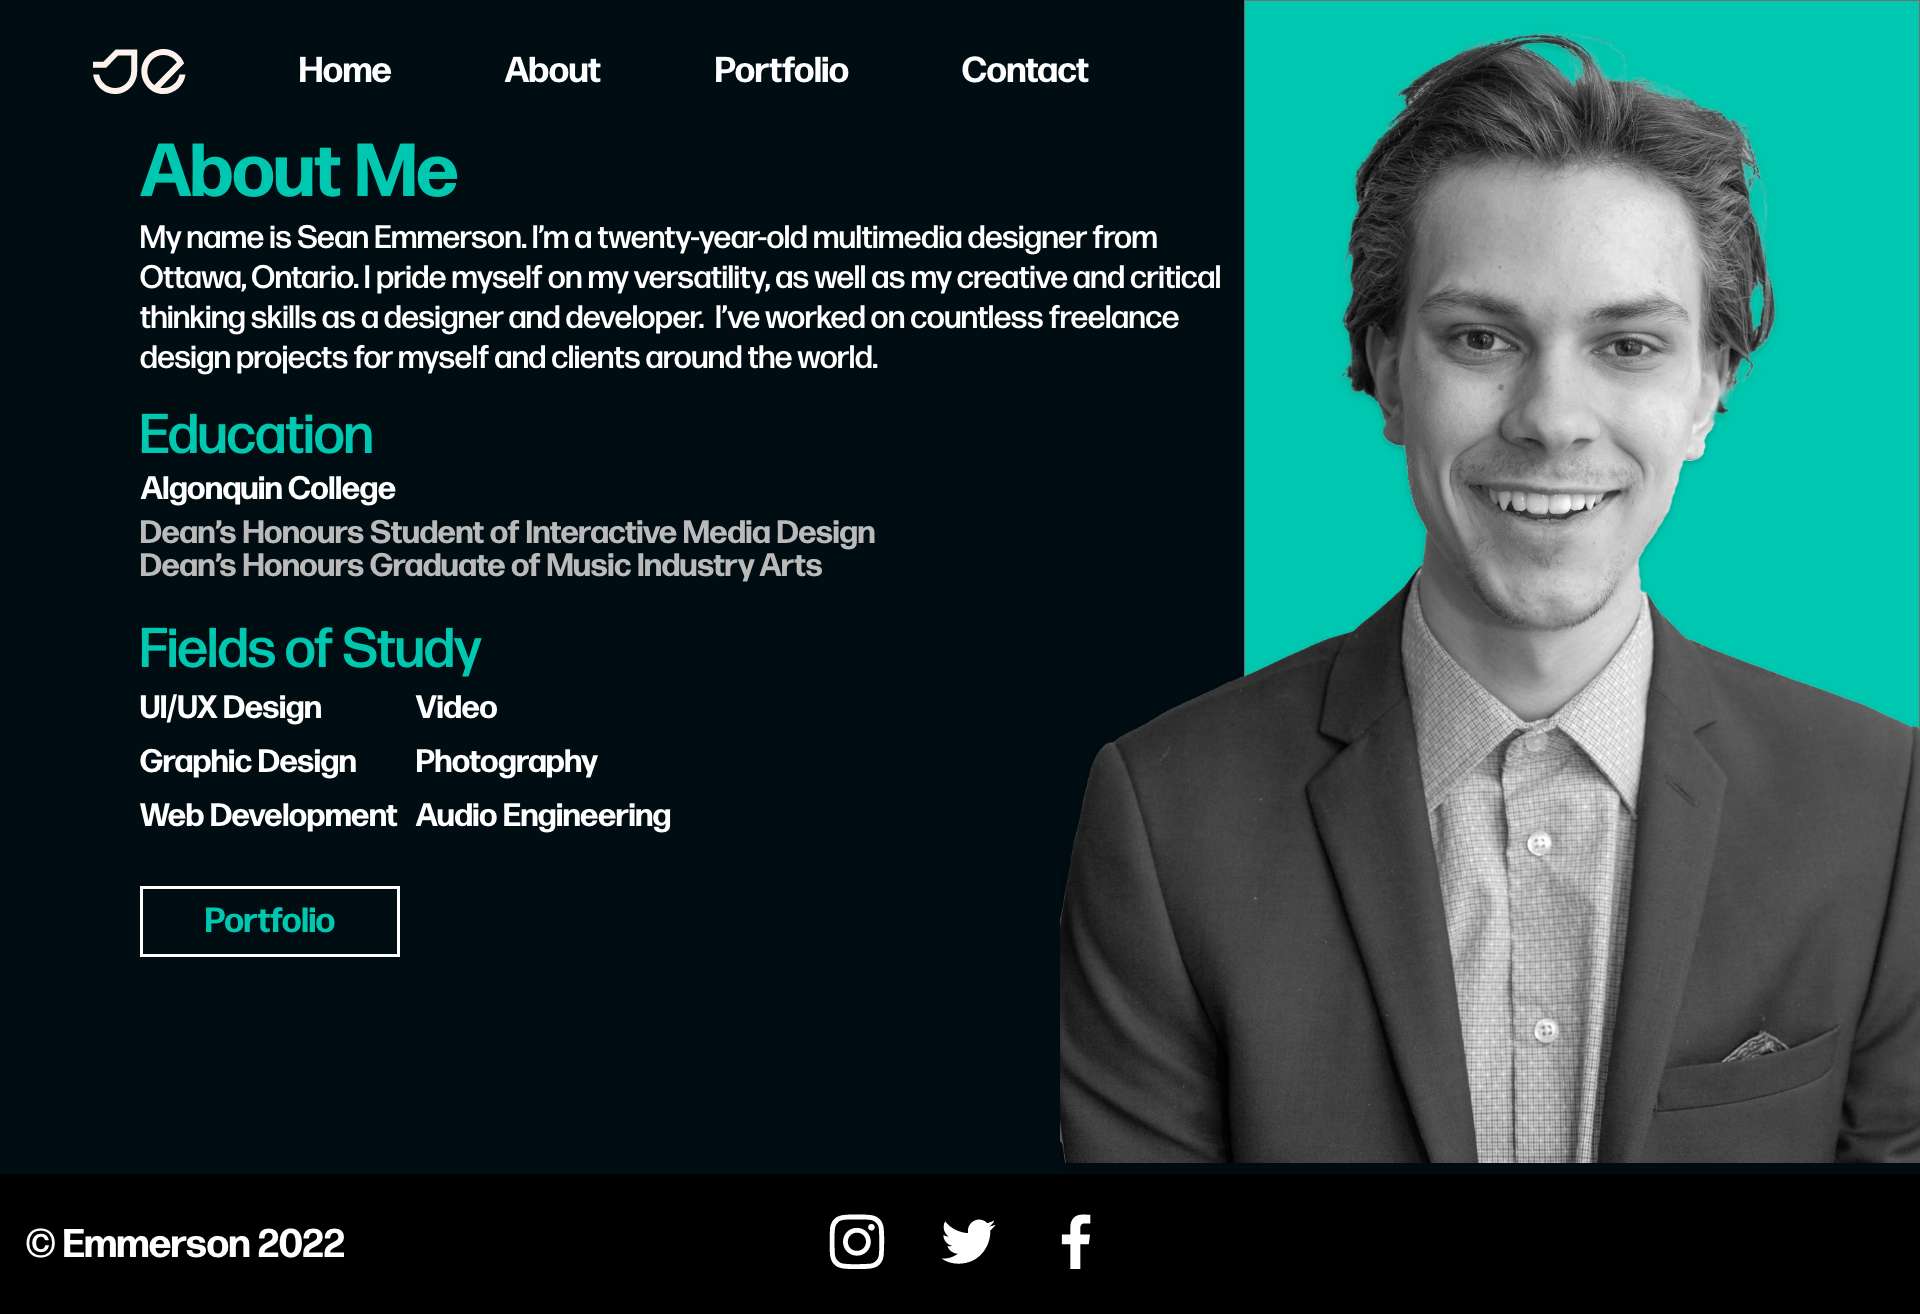 Home About Portfolio Contact
About Me
My name is Sean Emmerson. I’m a twenty-year-old multimedia designer from
Ottawa, Ontario. I pride myself on my versatility, as well as my creative and critical
thinking skills as a designer and developer.  I’ve worked on countless freelance
design projects for myself and clients around the world.
Education
Algonquin College
Dean’s Honours Student of Interactive Media Design
Dean’s Honours Graduate of Music Industry Arts
Fields of Study
UI/UX Design Video
Graphic Design Photography
Web Development Audio Engineering
Portfolio
© Emmerson 2022